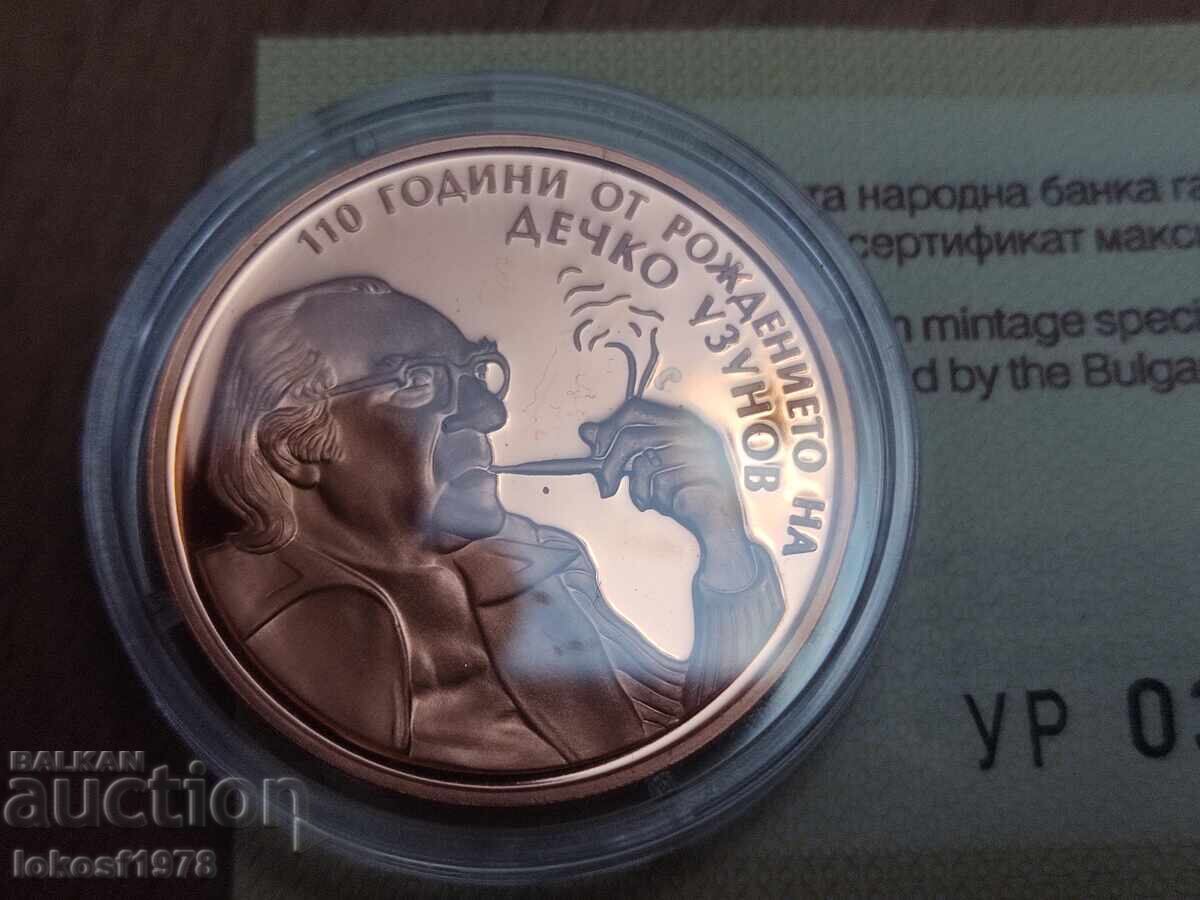 110 ГОДИНИ ОТ РОЖДЕНИЕТО НА
ДЕЧКО УЗУНОВ
та народна банка га
сертификат макс
n mintage spec
d by the Bulga
УР 03
BALKAN
auction
lokosf1978